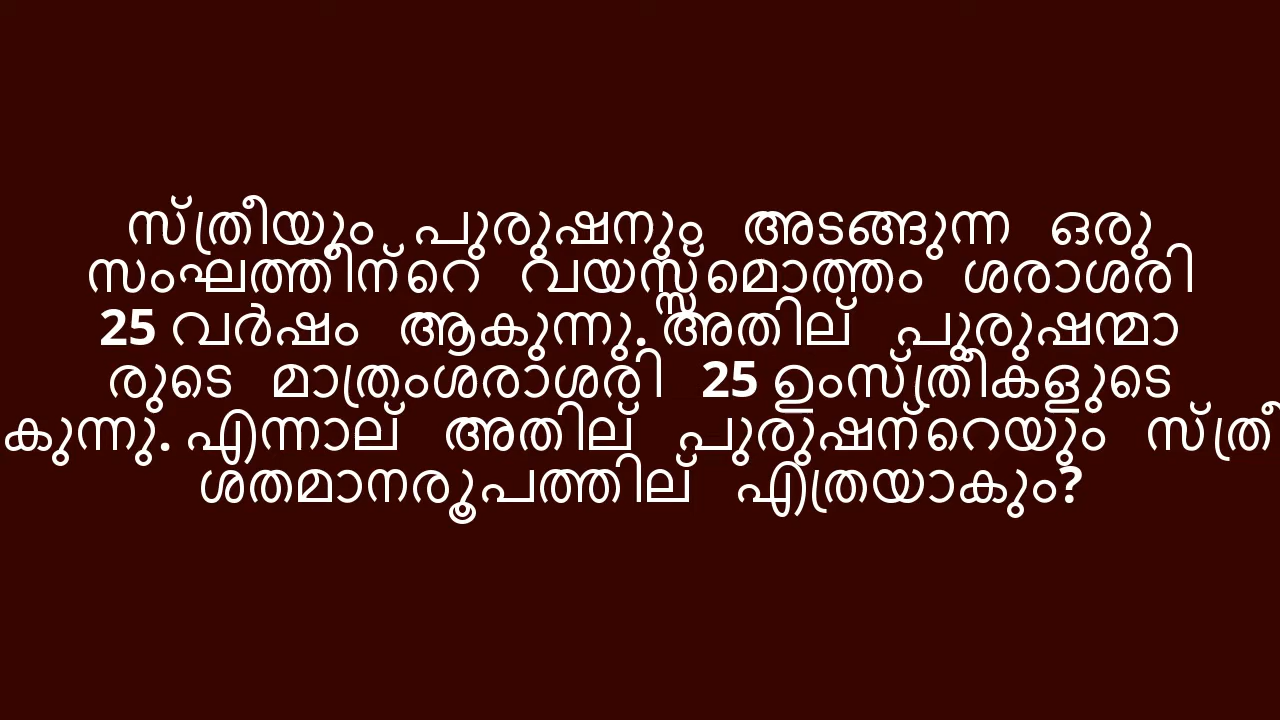 സ്ത്രീയും പുരുഷനും അടങ്ങുന്ന ഒരു
സംഘത്തീന്റെ വയസ്സ്മൊത്തം ശരാശരി
25 വർഷം ആകുന്നു. അതില് പുരുഷന്മാ
രുടെ മാത്രംശരാശരി 25 ഉംസ്ത്രീകളുടെ
കുന്നു. എന്നാല് അതില് പുരുഷന്റെയും സ്ത്രീ
ശതമാനരൂപത്തില് എത്രയാകും?